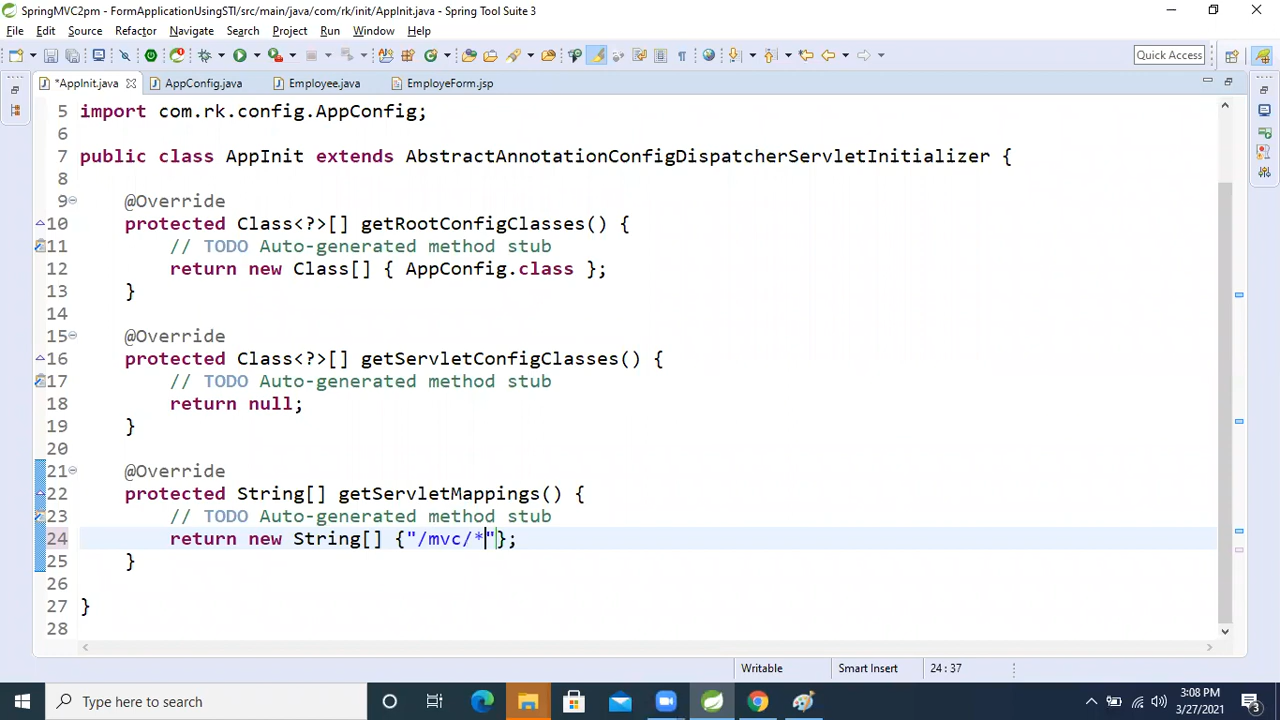 SpringMVC2pm - FormApplicationUsingSTI/src/main/java/com/rk/init/AppInit.java - Spring Tool Suite 3
File Edit Source Refactor Navigate Search Project Run Window Help
Quick Access
*AppInit.java AppConfig.java Employee.java EmployeForm.jsp
5 import com.rk.config.AppConfig;
6
7 public class AppInit extends AbstractAnnotationConfigDispatcherServletInitializer {
8
9 @Override
10 protected Class<?>[] getRootConfigClasses() {
11 // TODO Auto-generated method stub
12 return new Class[] { AppConfig.class };
13 }
14
15 @Override
16 protected Class<?>[] getServletConfigClasses() {
17 // TODO Auto-generated method stub
18 return null;
19 }
20
21 @Override
22 protected String[] getServletMappings() {
23 // TODO Auto-generated method stub
24 return new String[] {"/mvc/*"};
25 }
26
27 }
28
Writable Smart Insert 24 : 37
Type here to search
3:08 PM
3/27/2021
3